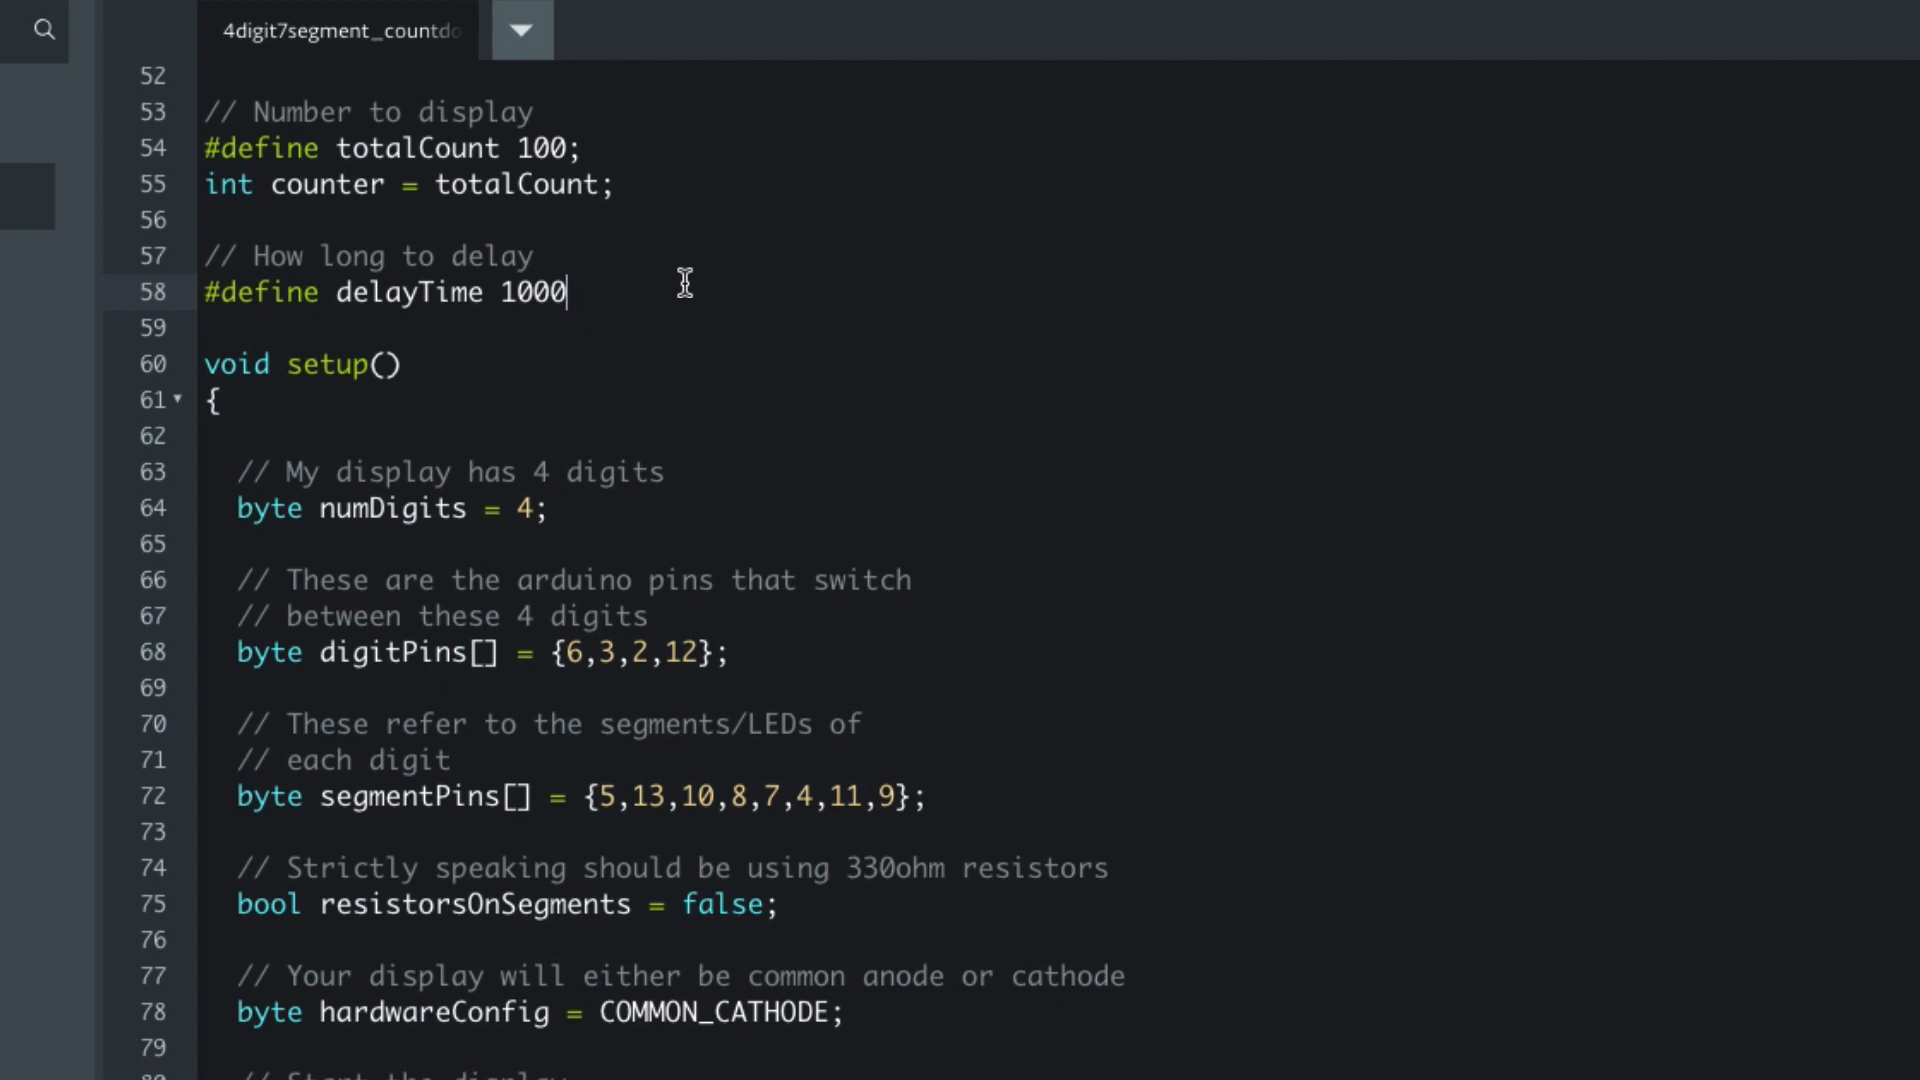 4digit7segment_countdo
52
53 // Number to display
54 #define totalCount 100;
55 int counter = totalCount;
56
57 // How long to delay
58 #define delayTime 1000
59
60 void setup()
61 {
62
63 // My display has 4 digits
64 byte numDigits = 4;
65
66 // These are the arduino pins that switch
67 // between these 4 digits
68 byte digitPins[] = {6,3,2,12};
69
70 // These refer to the segments/LEDs of
71 // each digit
72 byte segmentPins[] = {5,13,10,8,7,4,11,9};
73
74 // Strictly speaking should be using 330ohm resistors
75 bool resistorsOnSegments = false;
76
77 // Your display will either be common anode or cathode
78 byte hardwareConfig = COMMON_CATHODE;
79
80 // Start the display